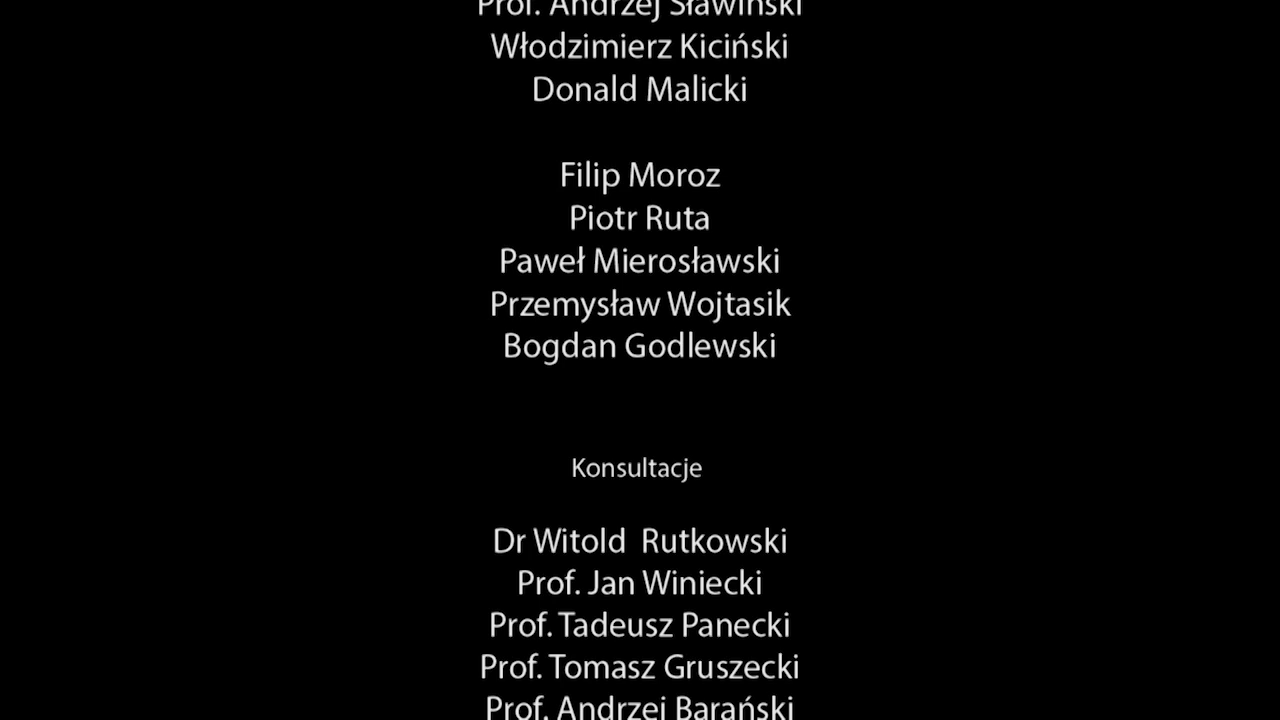 Prof. Andrzej Sławiński
Włodzimierz Kiciński
Donald Malicki
Filip Moroz
Piotr Ruta
Paweł Mierosławski
Przemysław Wojtasik
Bogdan Godlewski
Konsultacje
Dr Witold Rutkowski
Prof. Jan Winiecki
Prof. Tadeusz Panecki
Prof. Tomasz Gruszecki
Prof. Andrzej Barański